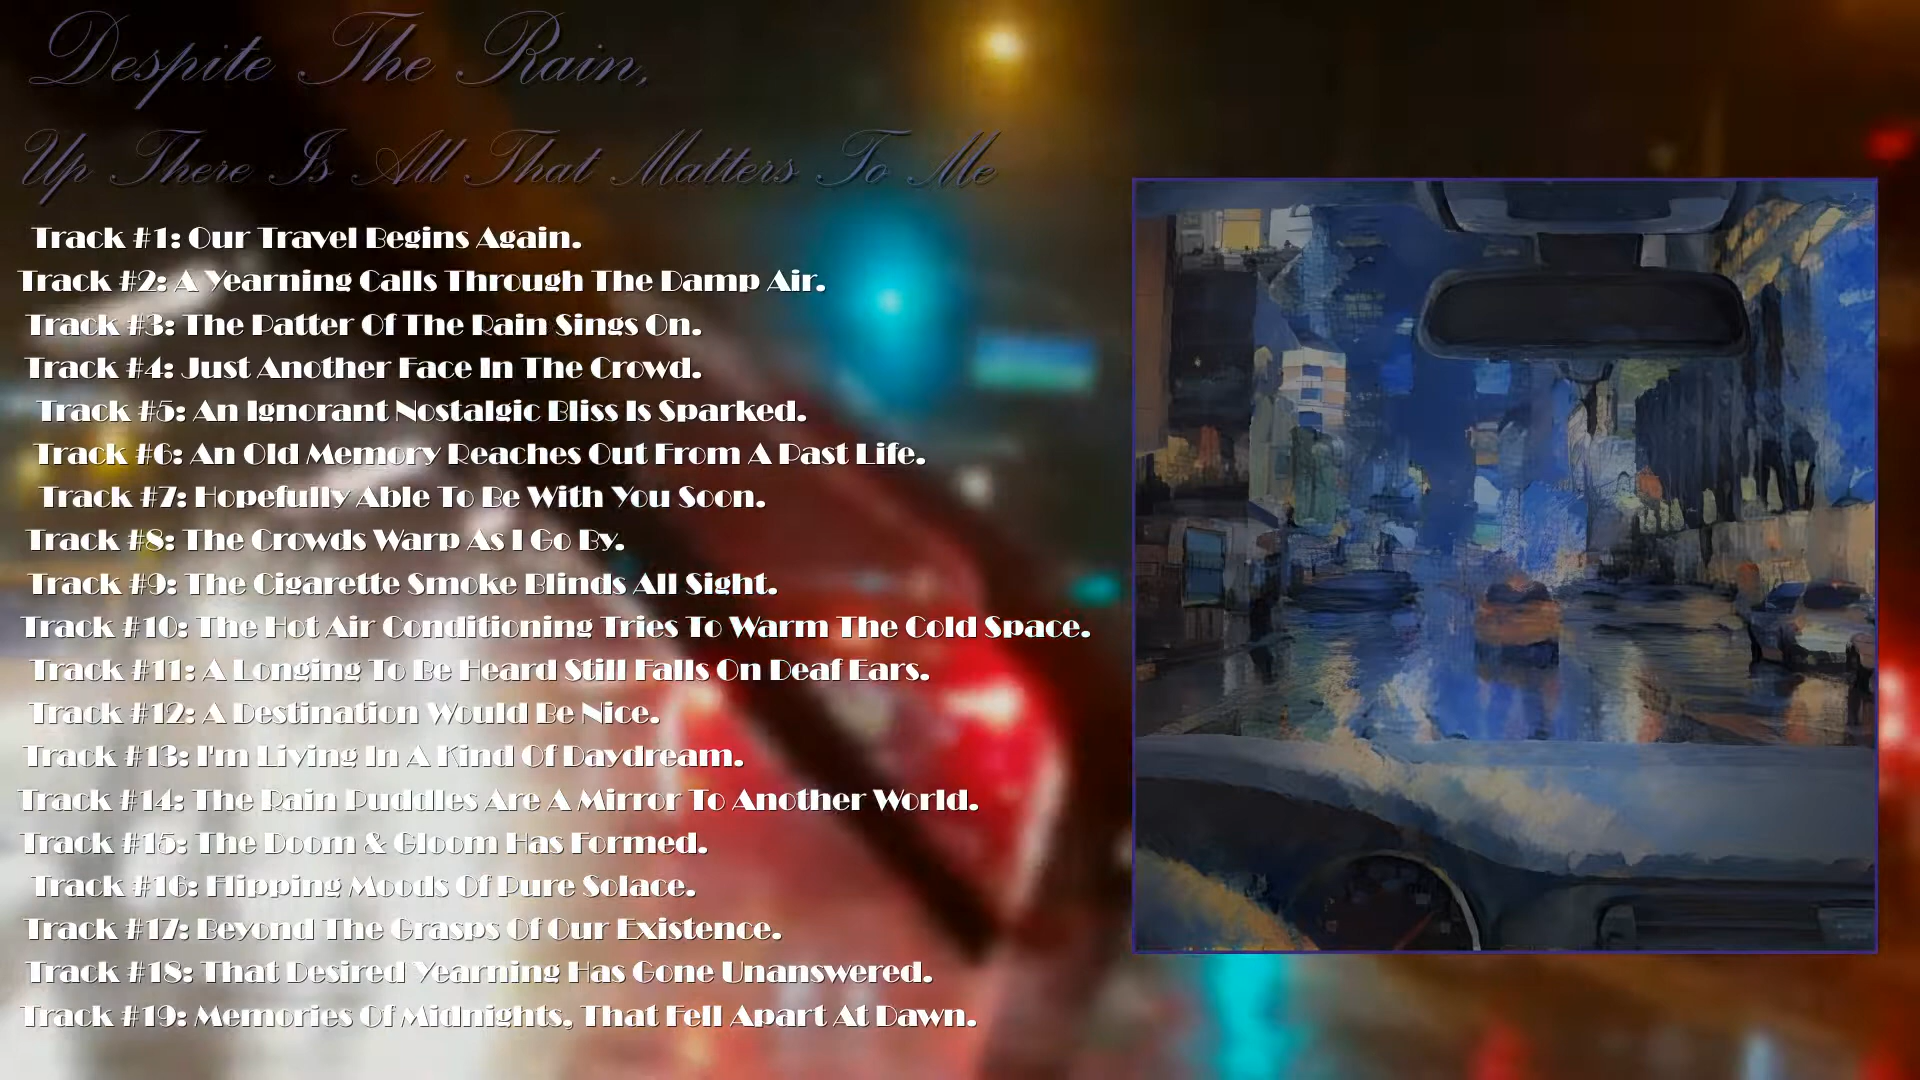 Despite The Rain,
Up There Is All That Matters To Me
Track #1: Our Travel Begins Again.
Track #2: A Yearning Calls Through The Damp Air.
Track #3: The Patter Of The Rain Sings On.
Track #4: Just Another Face In The Crowd.
Track #5: An Ignorant Nostalgic Bliss Is Sparked.
Track #6: An Old Memory Reaches Out From A Past Life.
Track #7: Hopefully Able To Be With You Soon.
Track #8: The Crowds Warp As I Go By.
Track #9: The Cigarette Smoke Blinds All Sight.
Track #10: The Hot Air Conditioning Tries To Warm The Cold Space.
Track #11: A Longing To Be Heard Still Falls On Deaf Ears.
Track #12: A Destination Would Be Nice.
Track #13: I'm Living In A Kind Of Daydream.
Track #14: The Rain Puddles Are A Mirror To Another World.
Track #15: The Doom & Gloom Has Formed.
Track #16: Flipping Moods Of Pure Solace.
Track #17: Beyond The Grasps Of Our Existence.
Track #18: That Desired Yearning Has Gone Unanswered.
Track #19: Memories Of Midnights, That Fell Apart At Dawn.